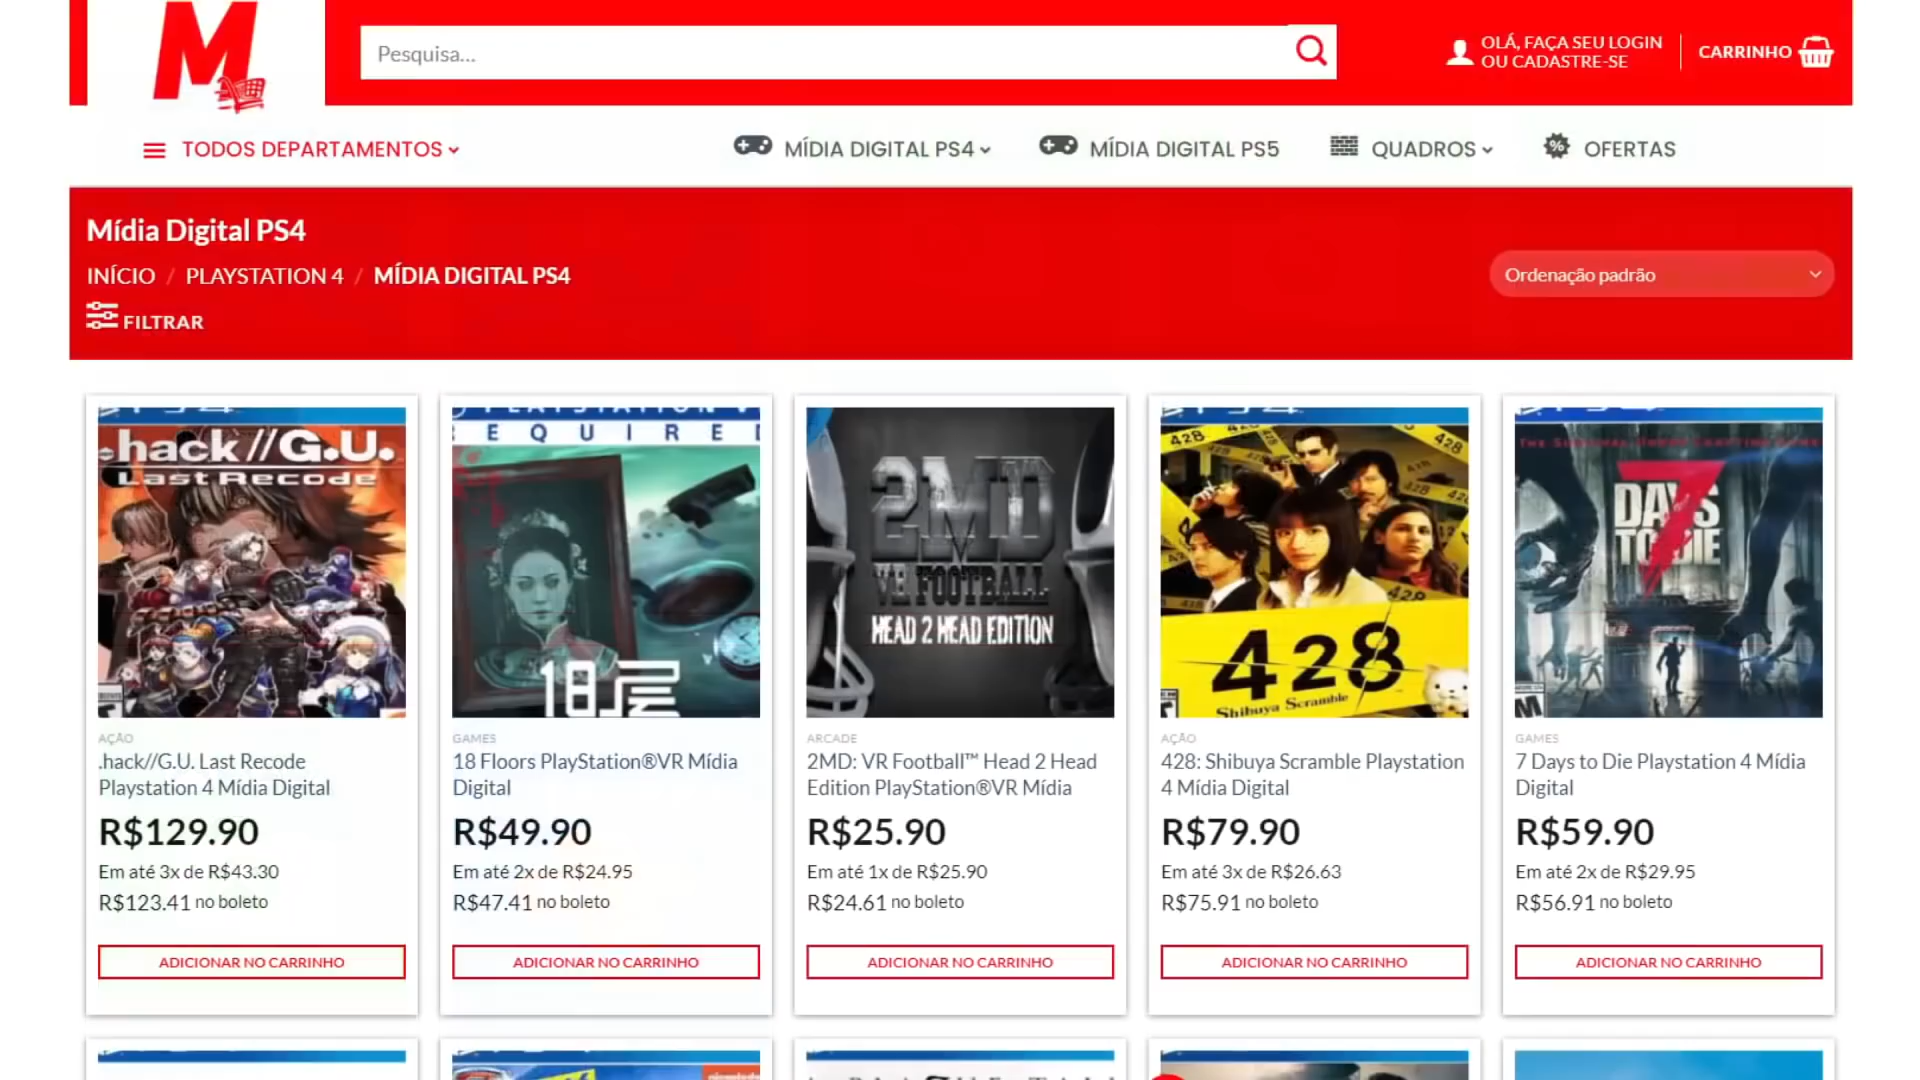 M
Pesquisa...
OLÁ, FAÇA SEU LOGIN
OU CADASTRE-SE
CARRINHO
TODOS DEPARTAMENTOS
MÍDIA DIGITAL PS4
MÍDIA DIGITAL PS5
QUADROS
OFERTAS
Mídia Digital PS4
INÍCIO / PLAYSTATION 4 / MÍDIA DIGITAL PS4
Ordenação padrão
FILTRAR
.hack//G.U.
Last Recode
REQUIRED
18
2MD
VR FOOTBALL
HEAD 2 HEAD EDITION
428
428
428
Shibuya Scramble
7
DAYS
TO DIE
M
AÇÃO
.hack//G.U. Last Recode
Playstation 4 Mídia Digital
R$129.90
Em até 3x de R$43.30
R$123.41 no boleto
ADICIONAR NO CARRINHO
GAMES
18 Floors PlayStation®VR Mídia
Digital
R$49.90
Em até 2x de R$24.95
R$47.41 no boleto
ADICIONAR NO CARRINHO
ARCADE
2MD: VR Football™ Head 2 Head
Edition PlayStation®VR Mídia
R$25.90
Em até 1x de R$25.90
R$24.61 no boleto
ADICIONAR NO CARRINHO
AÇÃO
428: Shibuya Scramble Playstation
4 Mídia Digital
R$79.90
Em até 3x de R$26.63
R$75.91 no boleto
ADICIONAR NO CARRINHO
GAMES
7 Days to Die Playstation 4 Mídia
Digital
R$59.90
Em até 2x de R$29.95
R$56.91 no boleto
ADICIONAR NO CARRINHO